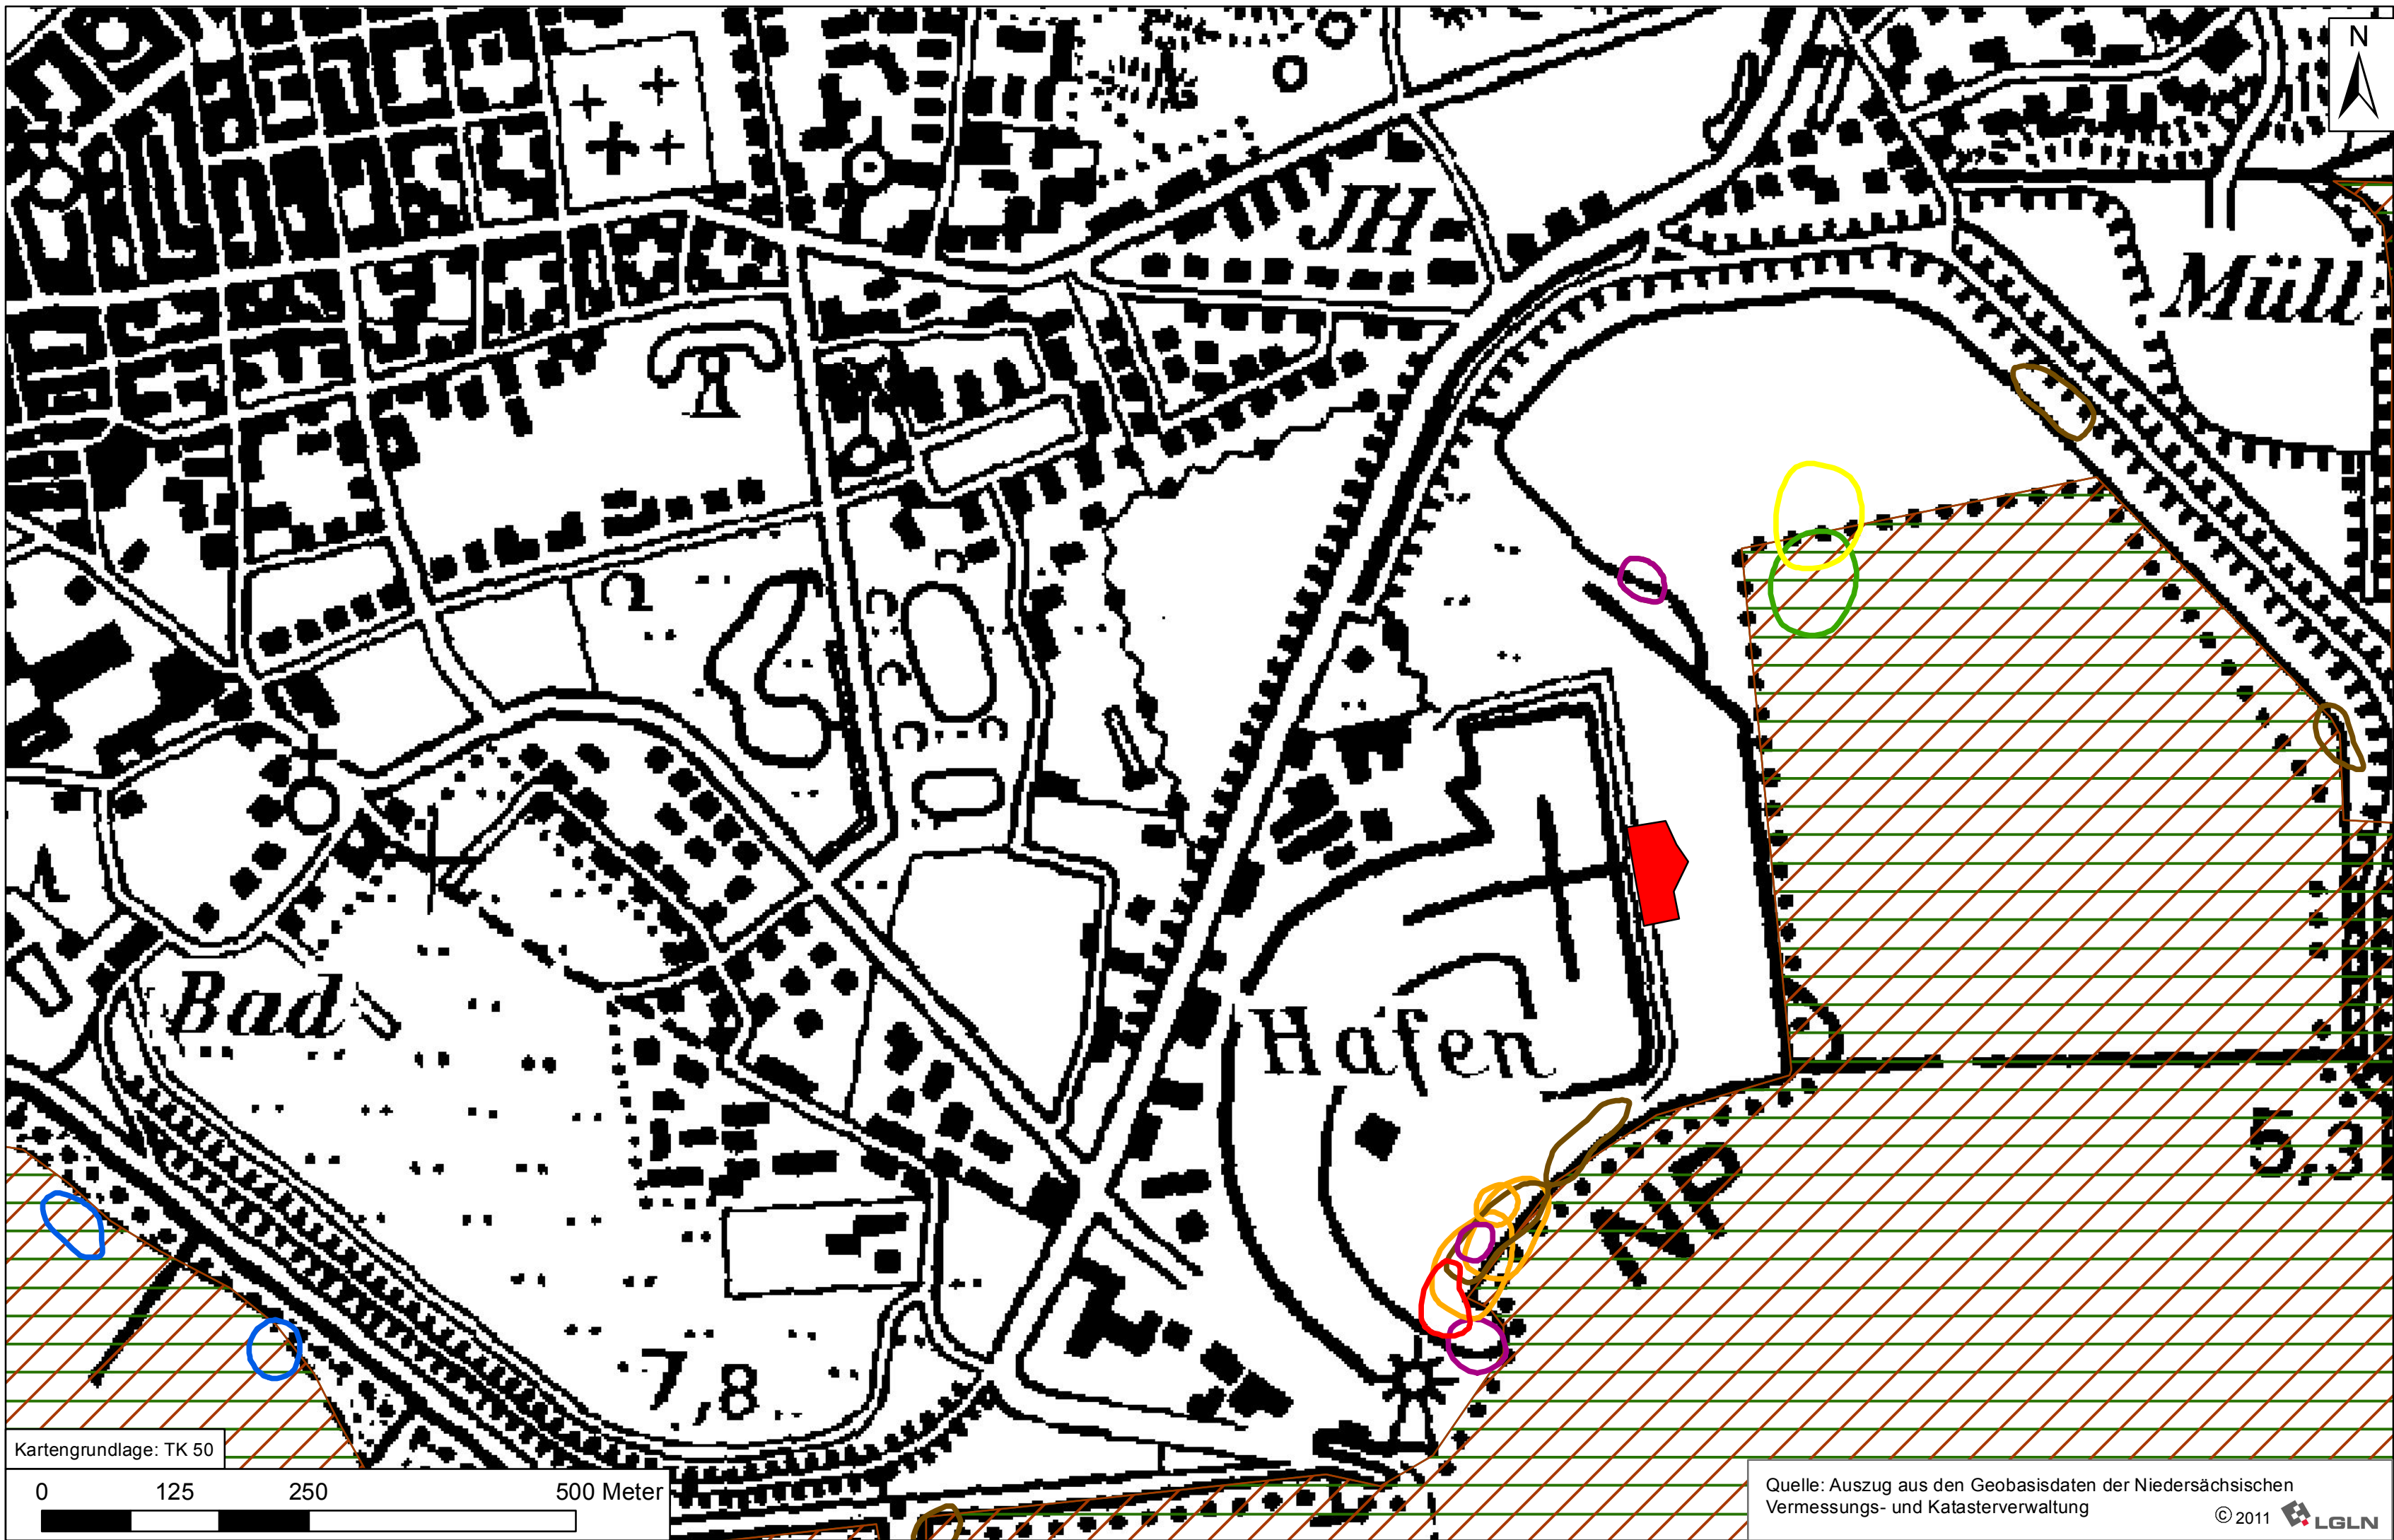 N
JH
Müll
Bad
Hafen
NP
5,3
7,8
Kartengrundlage: TK 50
0 125 250 500 Meter
Quelle: Auszug aus den Geobasisdaten der Niedersächsischen
Vermessungs- und Katasterverwaltung
© 2011 LGLN